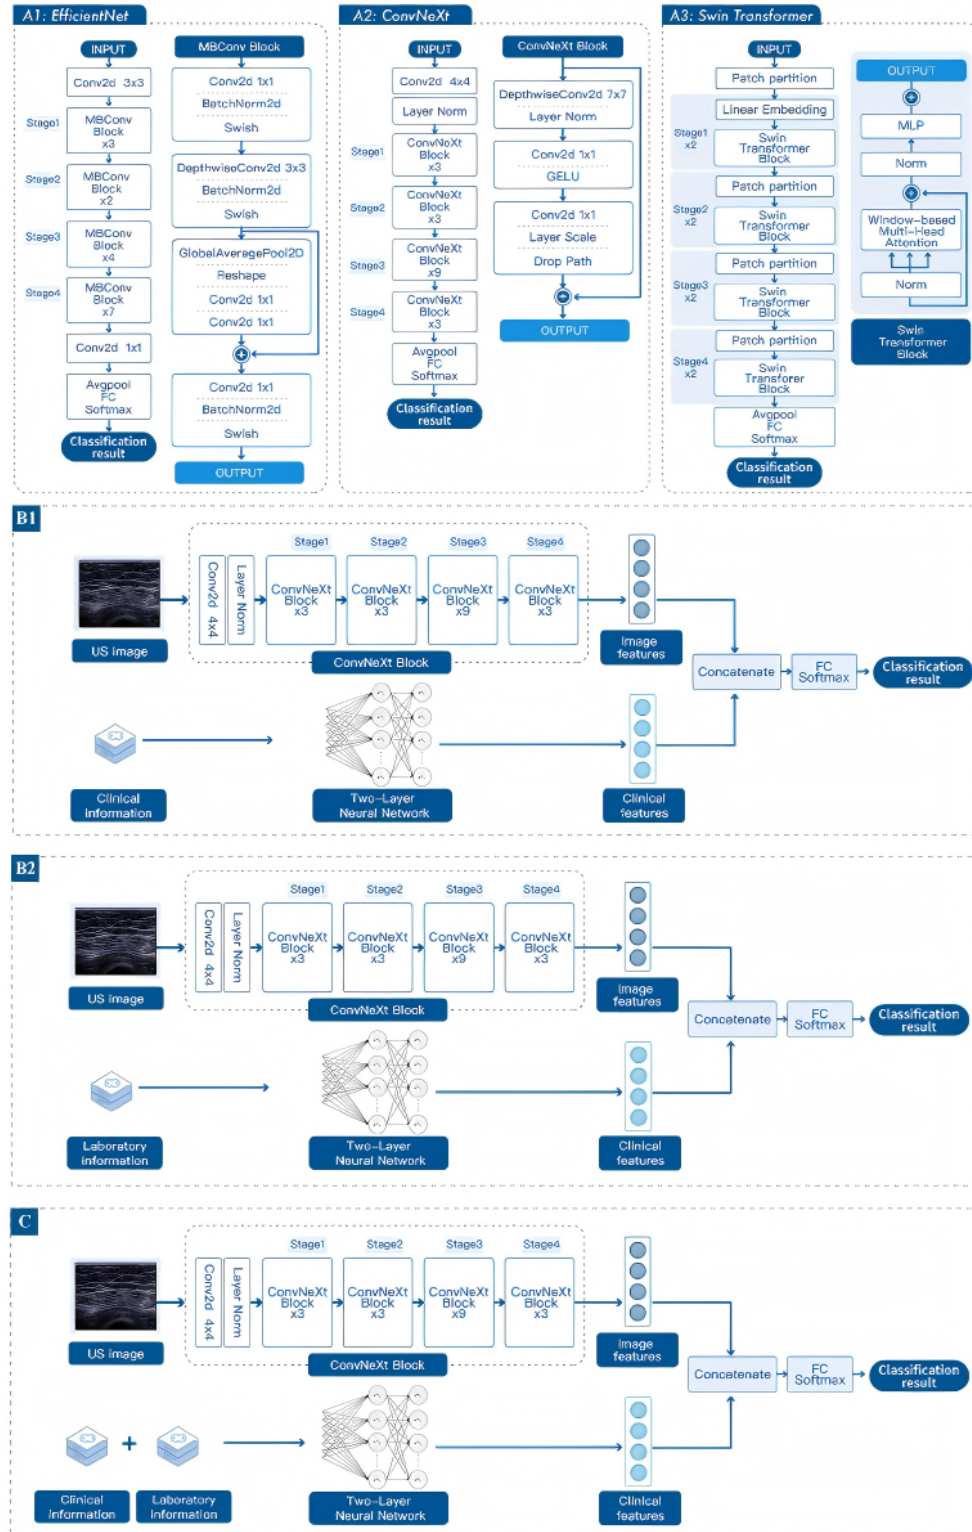 A1: EfficientNet
INPUT
Conv2d 3x3
Stage1
MBConv
Block
x3
Stage2
MBConv
Block
x2
Stage3
MBConv
Block
x4
Stage4
MBConv
Block
x7
Conv2d 1x1
Avgpool
FC
Softmax
Classification
result
MBConv Block
Conv2d 1x1
BatchNorm2d
Swish
DepthwiseConv2d 3x3
BatchNorm2d
Swish
GlobalAveragePool2D
Reshape
Conv2d 1x1
Conv2d 1x1
Conv2d 1x1
BatchNorm2d
Swish
OUTPUT
A2: ConvNeXt
INPUT
Conv2d 4x4
Layer Norm
Stage1
ConvNeXt
Block
x3
Stage2
ConvNeXt
Block
x3
Stage3
ConvNeXt
Block
x9
Stage4
ConvNeXt
Block
x3
Avgpool
FC
Softmax
Classification
result
ConvNeXt Block
DepthwiseConv2d 7x7
Layer Norm
Conv2d 1x1
GELU
Conv2d 1x1
Layer Scale
Drop Path
OUTPUT
A3: Swin Transformer
INPUT
Patch partition
Linear Embedding
Stage1
x2
Swin
Transformer
Block
Patch partition
Stage2
x2
Swin
Transformer
Block
Patch partition
Stage3
x2
Swin
Transformer
Block
Patch partition
Stage4
x2
Swin
Transforer
Block
Avgpool
FC
Softmax
Classification
result
OUTPUT
MLP
Norm
Window-based
Multi-Head
Attention
Norm
Swin
Transformer
Block
B1
US image
Conv2d 4x4
Layer Norm
Stage1
ConvNeXt
Block
x3
Stage2
ConvNeXt
Block
x3
Stage3
ConvNeXt
Block
x9
Stage4
ConvNeXt
Block
x3
ConvNeXt Block
Image
features
Concatenate
FC
Softmax
Classification
result
Clinical
information
Two-Layer
Neural Network
Clinical
features
B2
US image
Conv2d 4x4
Layer Norm
Stage1
ConvNeXt
Block
x3
Stage2
ConvNeXt
Block
x3
Stage3
ConvNeXt
Block
x9
Stage4
ConvNeXt
Block
x3
ConvNeXt Block
Image
features
Concatenate
FC
Softmax
Classification
result
Laboratory
information
Two-Layer
Neural Network
Clinical
features
C
US image
Conv2d 4x4
Layer Norm
Stage1
ConvNeXt
Block
x3
Stage2
ConvNeXt
Block
x3
Stage3
ConvNeXt
Block
x9
Stage4
ConvNeXt
Block
x3
ConvNeXt Block
Image
features
Concatenate
FC
Softmax
Classification
result
+
Clinical
information
Laboratory
information
Two-Layer
Neural Network
Clinical
features